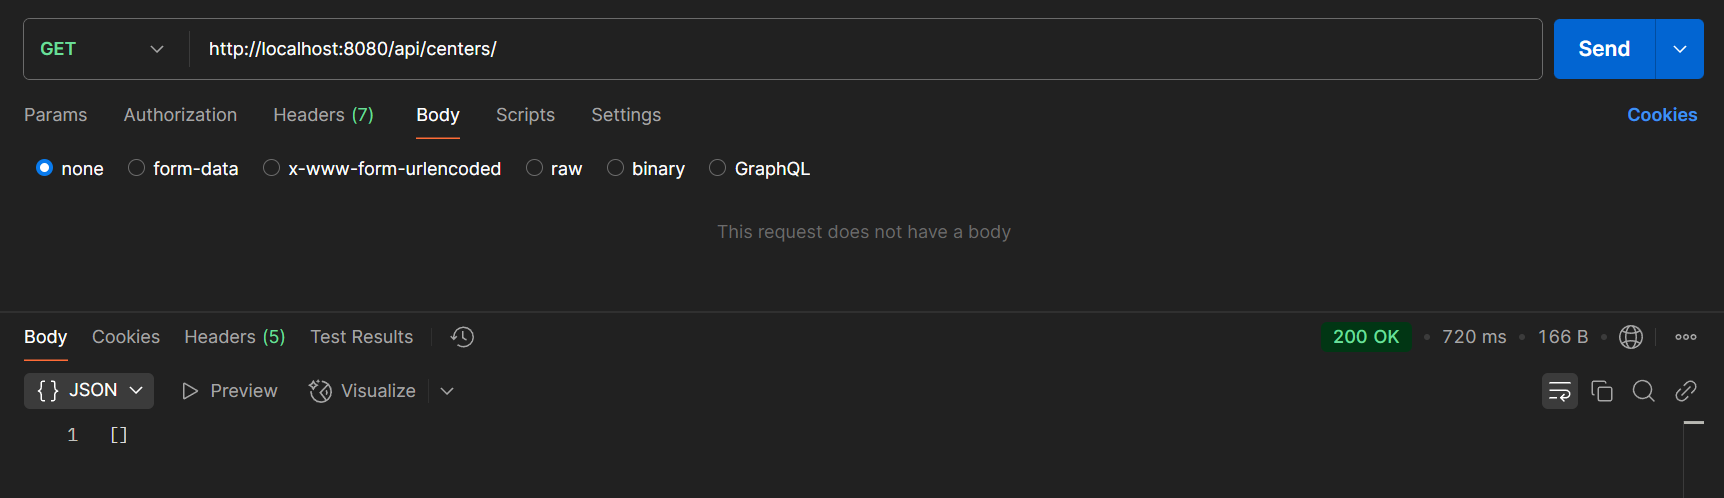 GET http://localhost:8080/api/centers/ Send
Params Authorization Headers (7) Body Scripts Settings Cookies
none form-data x-www-form-urlencoded raw binary GraphQL
This request does not have a body
Body Cookies Headers (5) Test Results 200 OK • 720 ms • 166 B •
{} JSON Preview Visualize
1 []